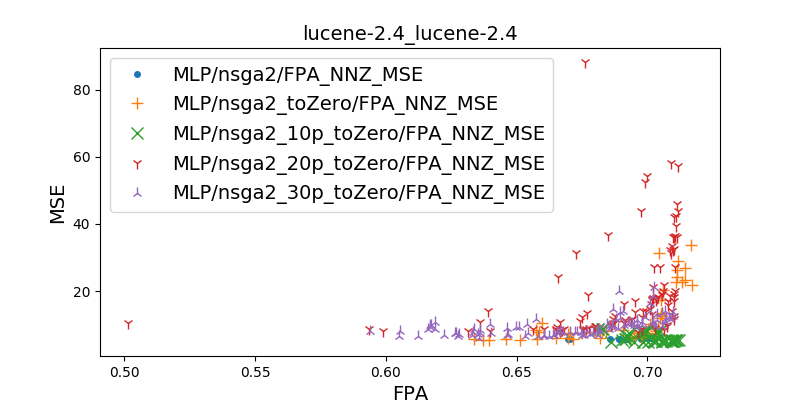 lucene-2.4_lucene-2.4
MLP/nsga2/FPA_NNZ_MSE
MLP/nsga2_toZero/FPA_NNZ_MSE
MLP/nsga2_10p_toZero/FPA_NNZ_MSE
MLP/nsga2_20p_toZero/FPA_NNZ_MSE
MLP/nsga2_30p_toZero/FPA_NNZ_MSE
MSE
80
60
40
20
0.50 0.55 0.60 0.65 0.70
FPA